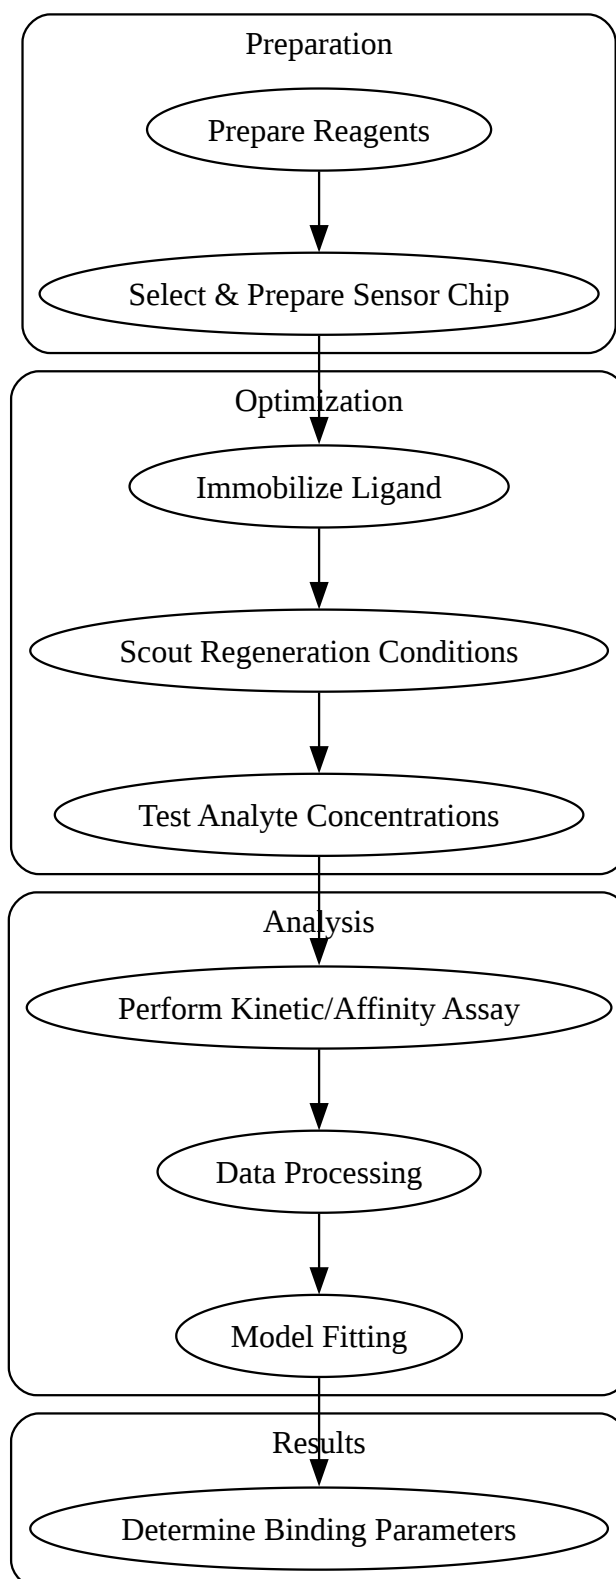 Preparation
Prepare Reagents
Select & Prepare Sensor Chip
Optimization
Immobilize Ligand
Scout Regeneration Conditions
Test Analyte Concentrations
Analysis
Perform Kinetic/Affinity Assay
Data Processing
Model Fitting
Results
Determine Binding Parameters